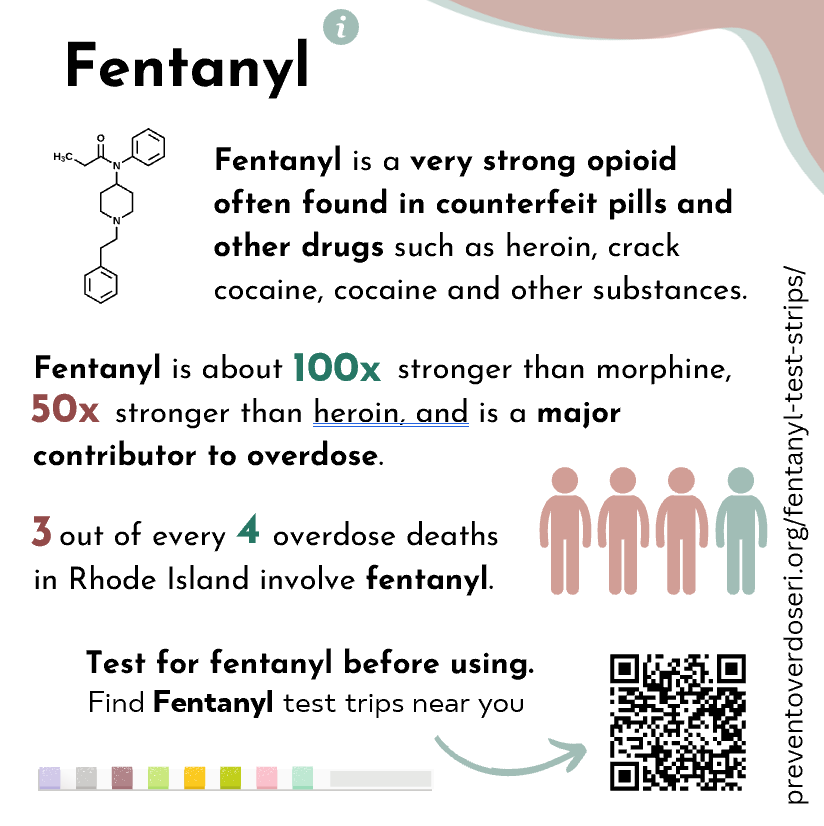 Fentanyl
i
H₃C
O
N
N
Fentanyl is a very strong opioid
often found in counterfeit pills and
other drugs such as heroin, crack
cocaine, cocaine and other substances.
Fentanyl is about 100x stronger than morphine,
50x stronger than heroin, and is a major
contributor to overdose.
3 out of every 4 overdose deaths
in Rhode Island involve fentanyl.
Test for fentanyl before using.
Find Fentanyl test trips near you
preventoverdoseri.org/fentanyl-test-strips/